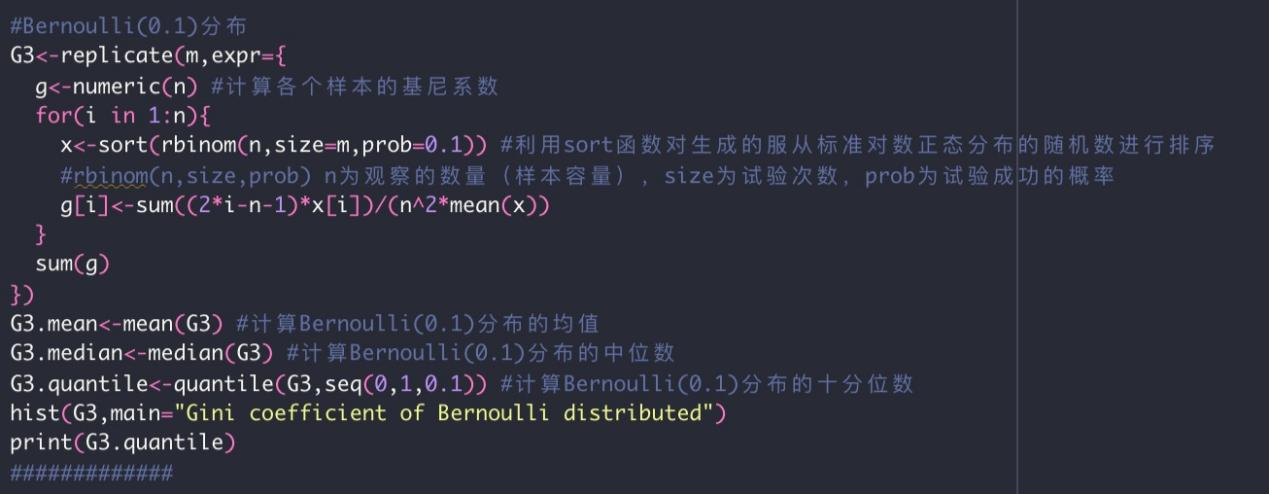 #Bernoulli(0.1)分布
G3<-replicate(m,expr={
  g<-numeric(n) #计算各个样本的基尼系数
  for(i in 1:n){
    x<-sort(rbinom(n,size=m,prob=0.1)) #利用sort函数对生成的服从标准对数正态分布的随机数进行排序
    #rbinom(n,size,prob) n为观察的数量（样本容量），size为试验次数，prob为试验成功的概率
    g[i]<-sum((2*i-n-1)*x[i])/(n^2*mean(x))
  }
  sum(g)
})
G3.mean<-mean(G3) #计算Bernoulli(0.1)分布的均值
G3.median<-median(G3) #计算Bernoulli(0.1)分布的中位数
G3.quantile<-quantile(G3,seq(0,1,0.1)) #计算Bernoulli(0.1)分布的十分位数
hist(G3,main="Gini coefficient of Bernoulli distributed")
print(G3.quantile)
#############